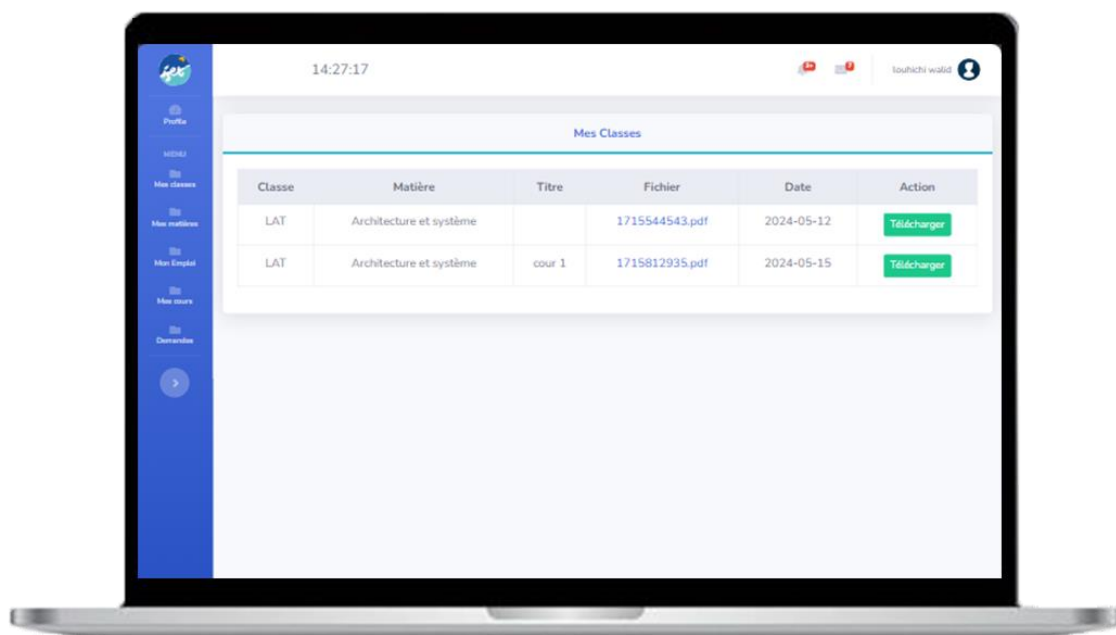 14:27:17
3+
7
louhichi walid
Profile
MENU
Mes classes
Mes matières
Mon Emploi
Mes cours
Demandes
Mes Classes
Classe Matière Titre Fichier Date Action
LAT Architecture et système 1715544543.pdf 2024-05-12 Télécharger
LAT Architecture et système cour 1 1715812935.pdf 2024-05-15 Télécharger